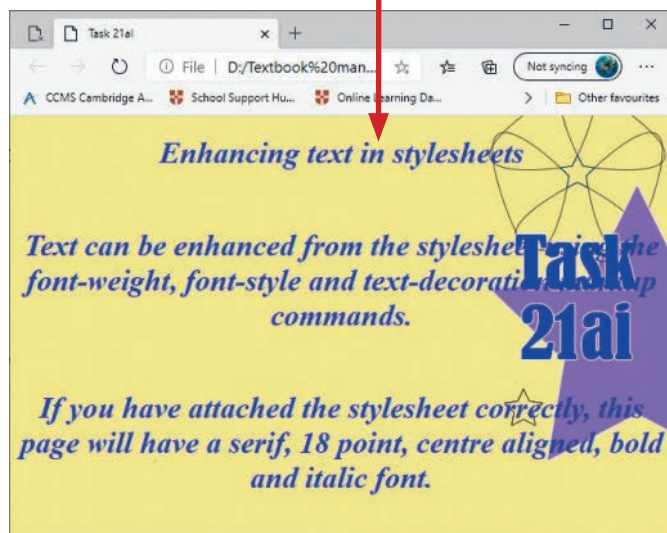 Task 21ai
File | D:/Textbook%20man...
Not syncing
CCMS Cambridge A...
School Support Hu...
Online Learning Da...
Other favourites
Enhancing text in stylesheets
Text can be enhanced from the stylesheet the
font-weight, font-style and text-decoration
commands.
Task
21ai
If you have attached the stylesheet correctly, this
page will have a serif, 18 point, centre aligned, bold
and italic font.